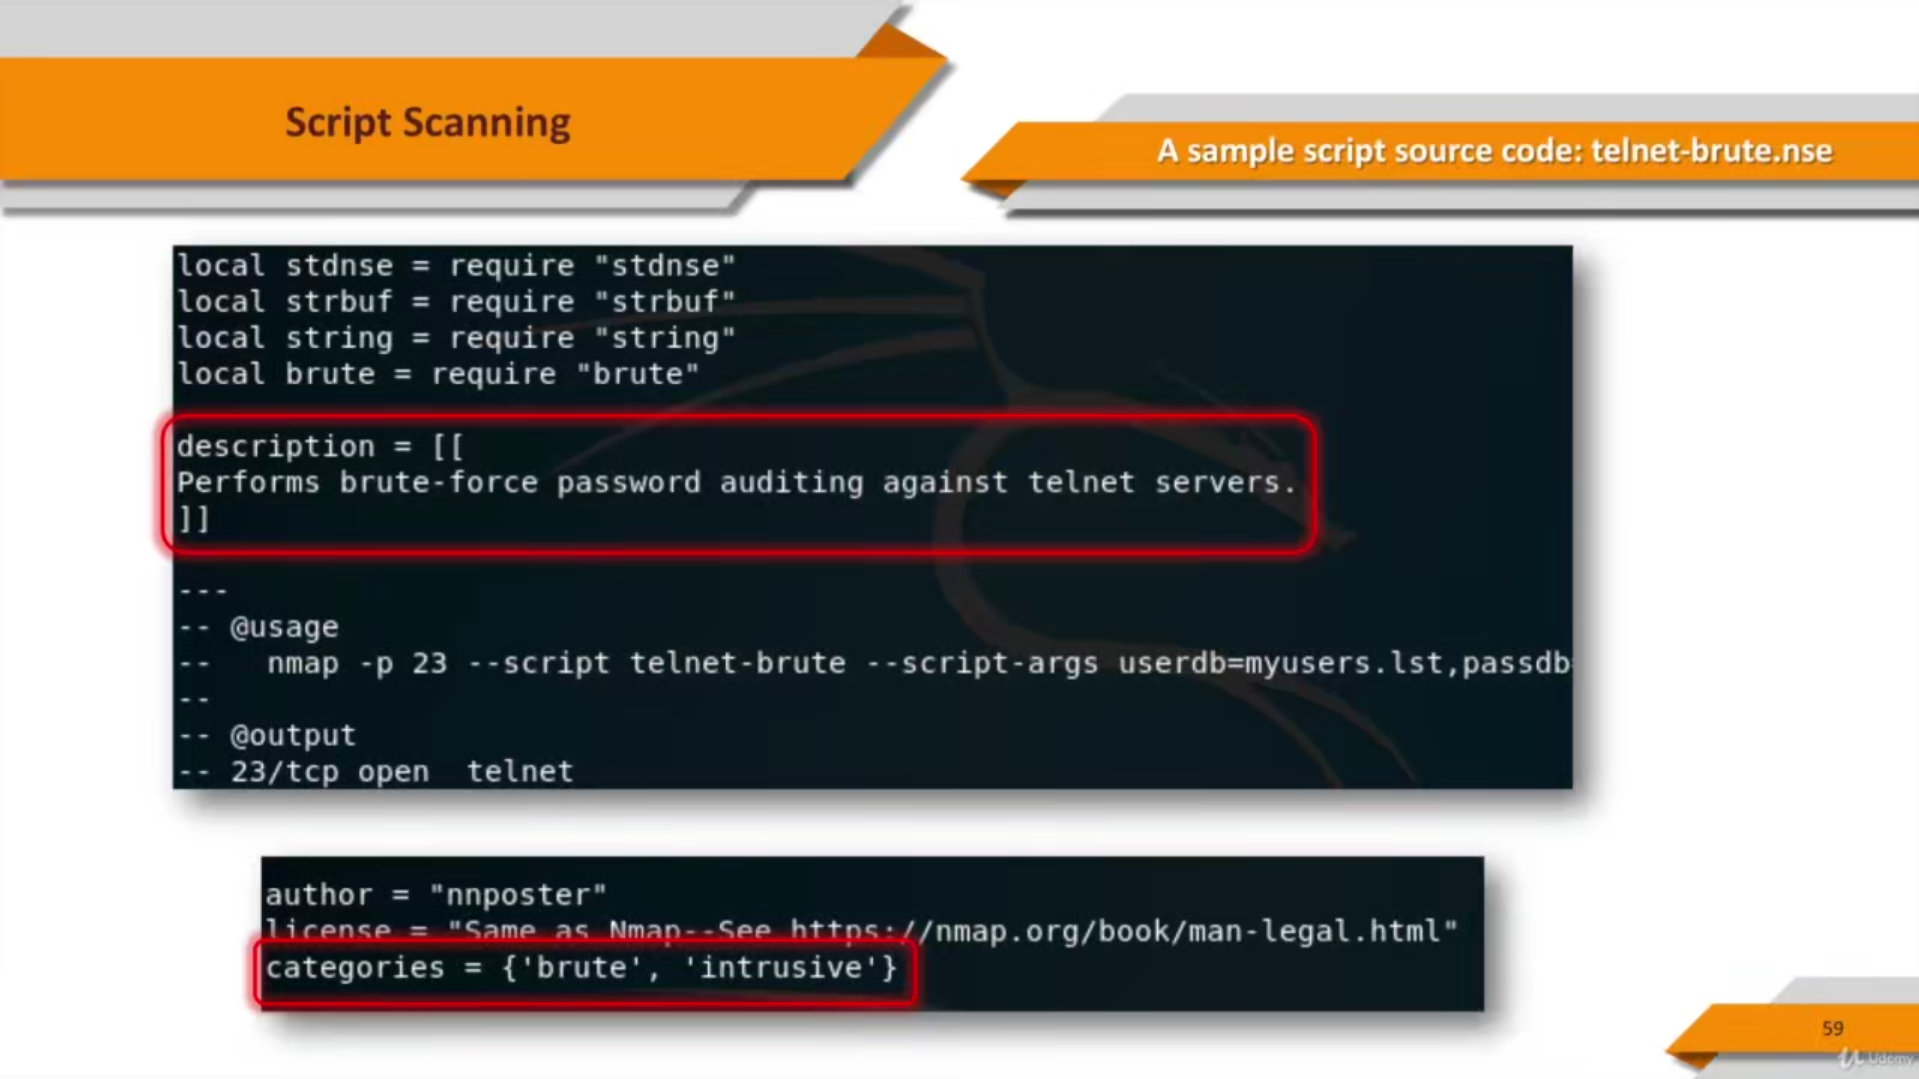 Script Scanning
A sample script source code: telnet-brute.nse
local stdnse = require "stdnse"
local strbuf = require "strbuf"
local string = require "string"
local brute = require "brute"
description = [[
Performs brute-force password auditing against telnet servers.
]]
---
-- @usage
--   nmap -p 23 --script telnet-brute --script-args userdb=myusers.lst,passdb=
--
-- @output
-- 23/tcp open  telnet
author = "nnposter"
license = "Same as Nmap--See https://nmap.org/book/man-legal.html"
categories = {'brute', 'intrusive'}
59
Udemy